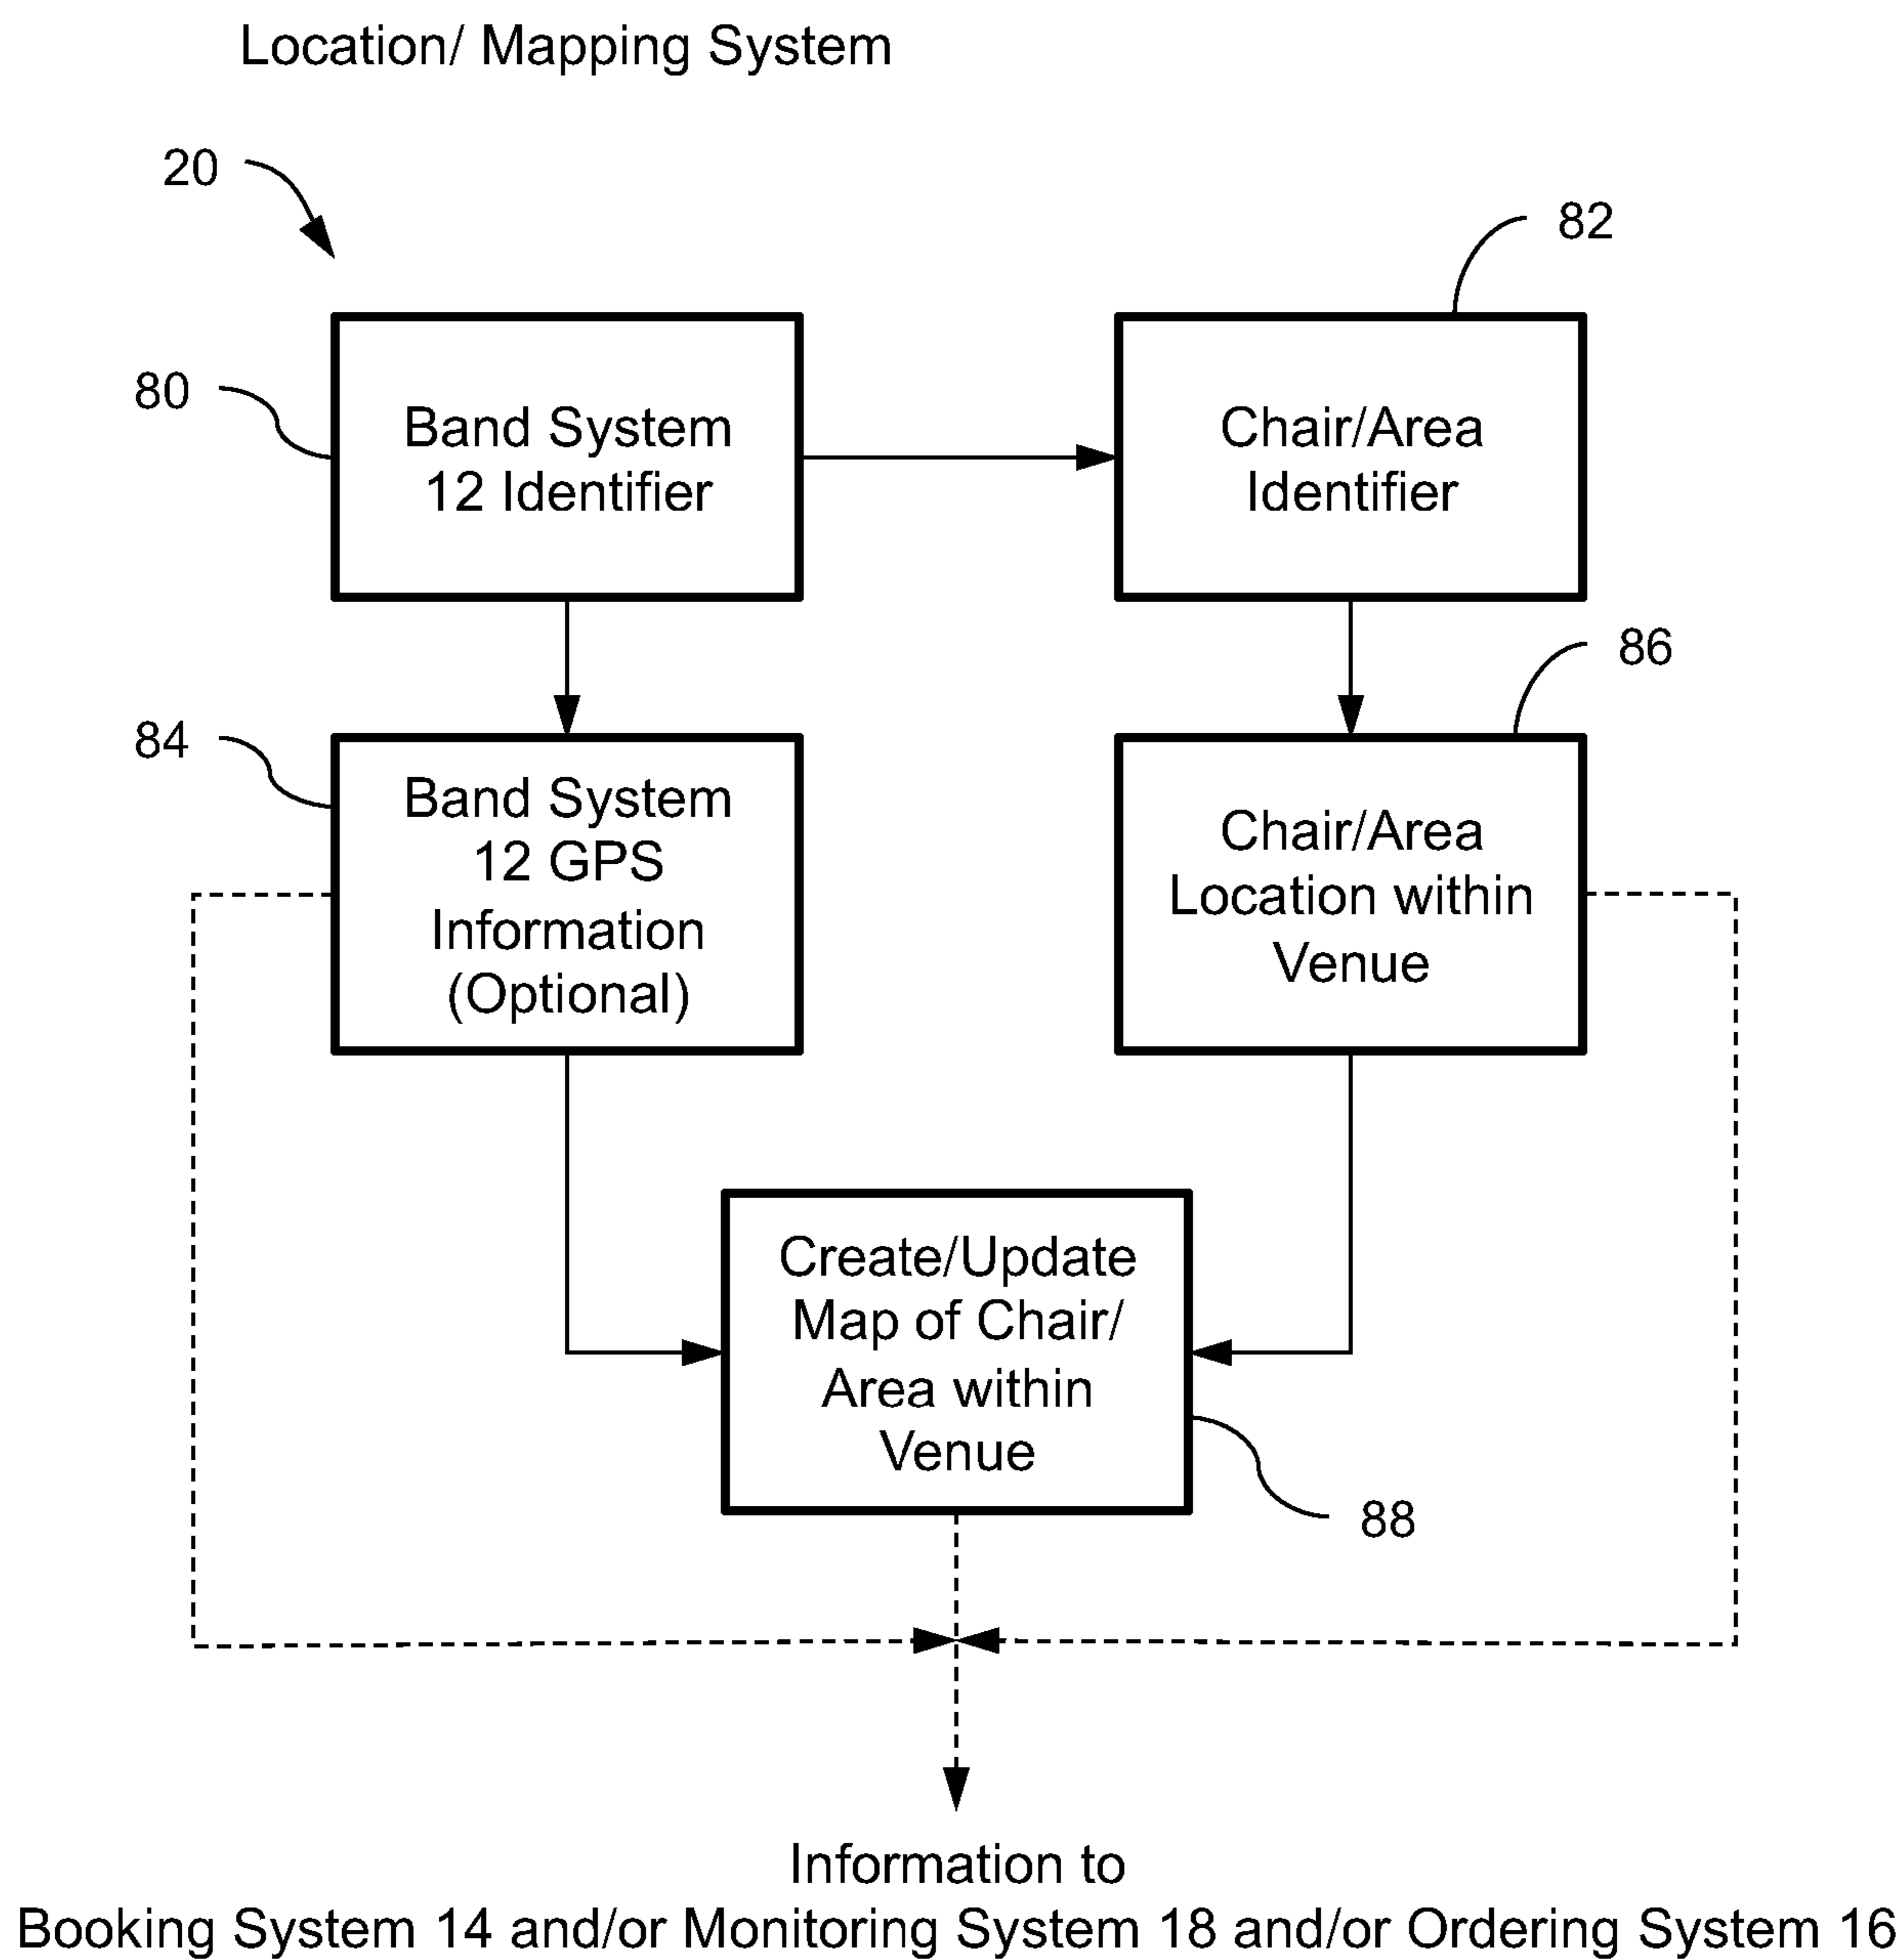 Location/ Mapping System
20
82
80
Band System
12 Identifier
Chair/Area
Identifier
86
84
Band System
12 GPS
Information
(Optional)
Chair/Area
Location within
Venue
Create/Update
Map of Chair/
Area within
Venue
88
Information to
Booking System 14 and/or Monitoring System 18 and/or Ordering System 16